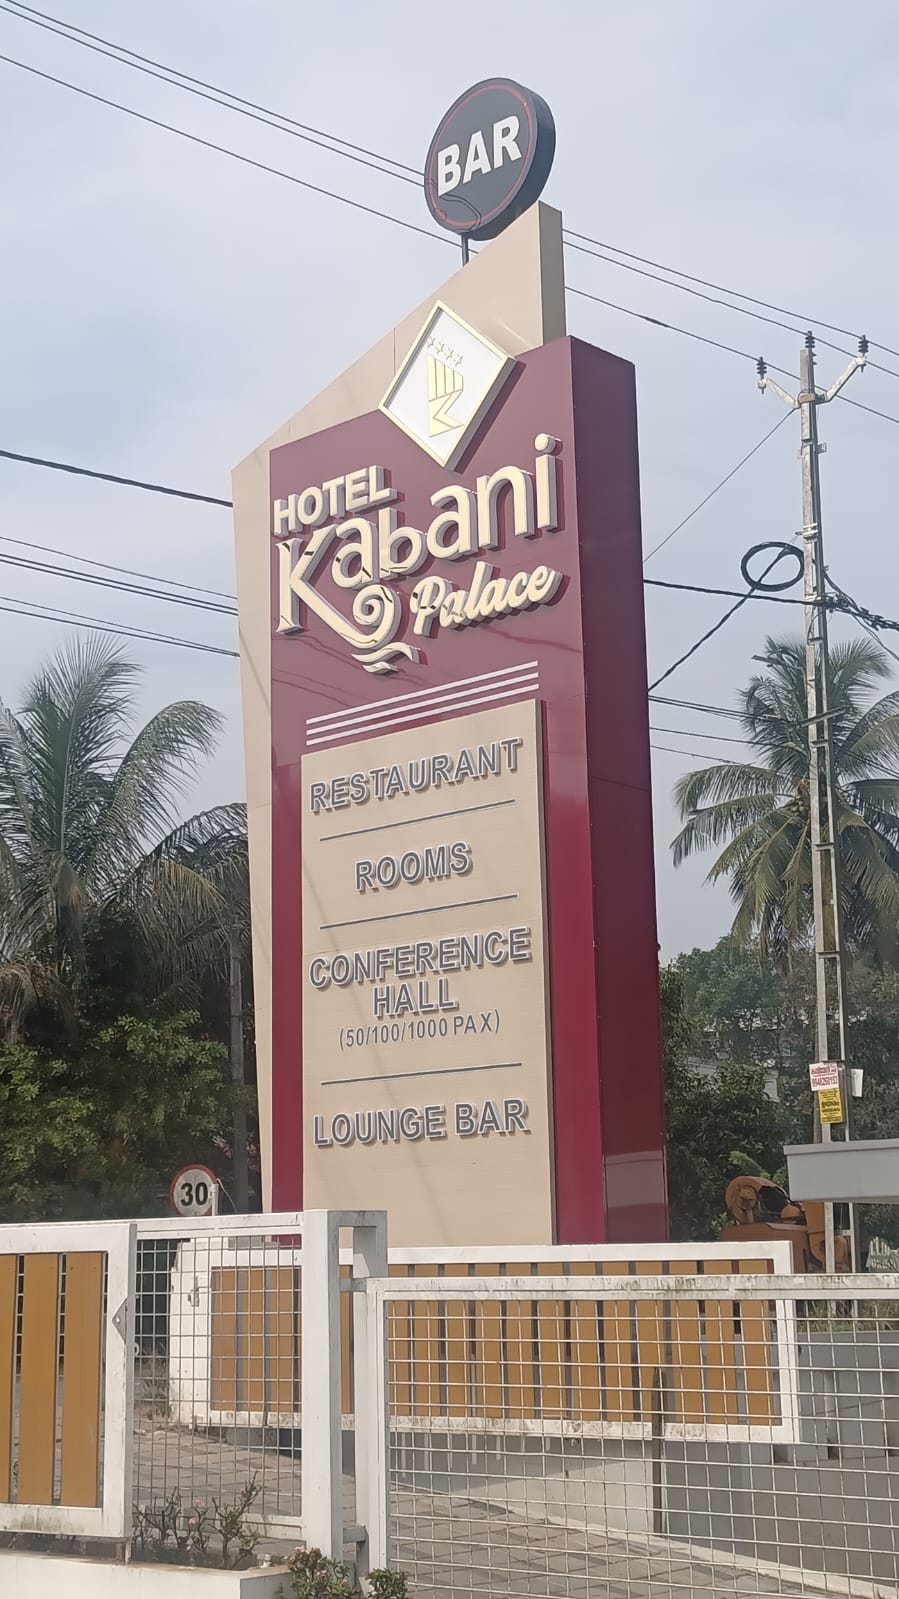 BAR
HOTEL
Kabani
Palace
RESTAURANT
ROOMS
CONFERENCE
HALL
(50/100/1000 PAX)
LOUNGE BAR
30